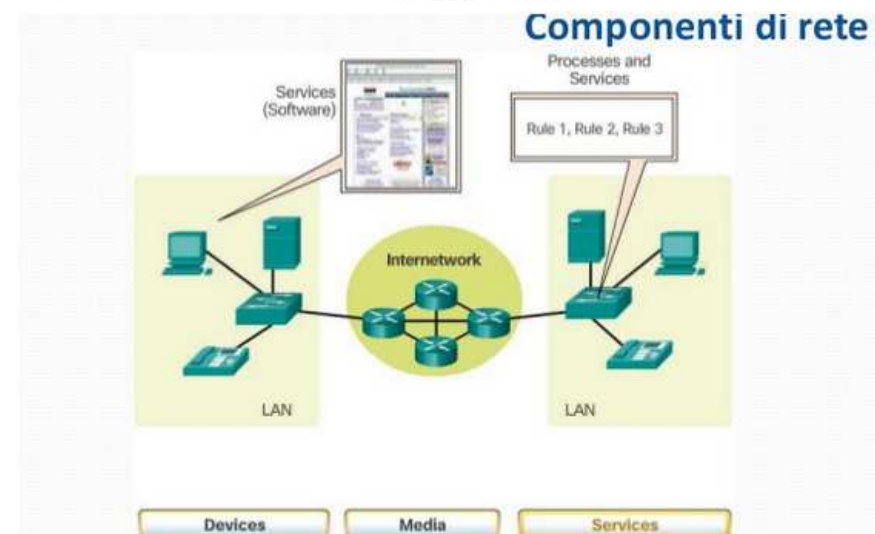 Componenti di rete
Services
(Software)
Processes and
Services
Rule 1, Rule 2, Rule 3
Internetwork
LAN
LAN
Devices
Media
Services